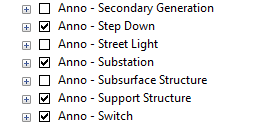 Anno - Secondary Generation
Anno - Step Down
Anno - Street Light
Anno - Substation
Anno - Subsurface Structure
Anno - Support Structure
Anno - Switch